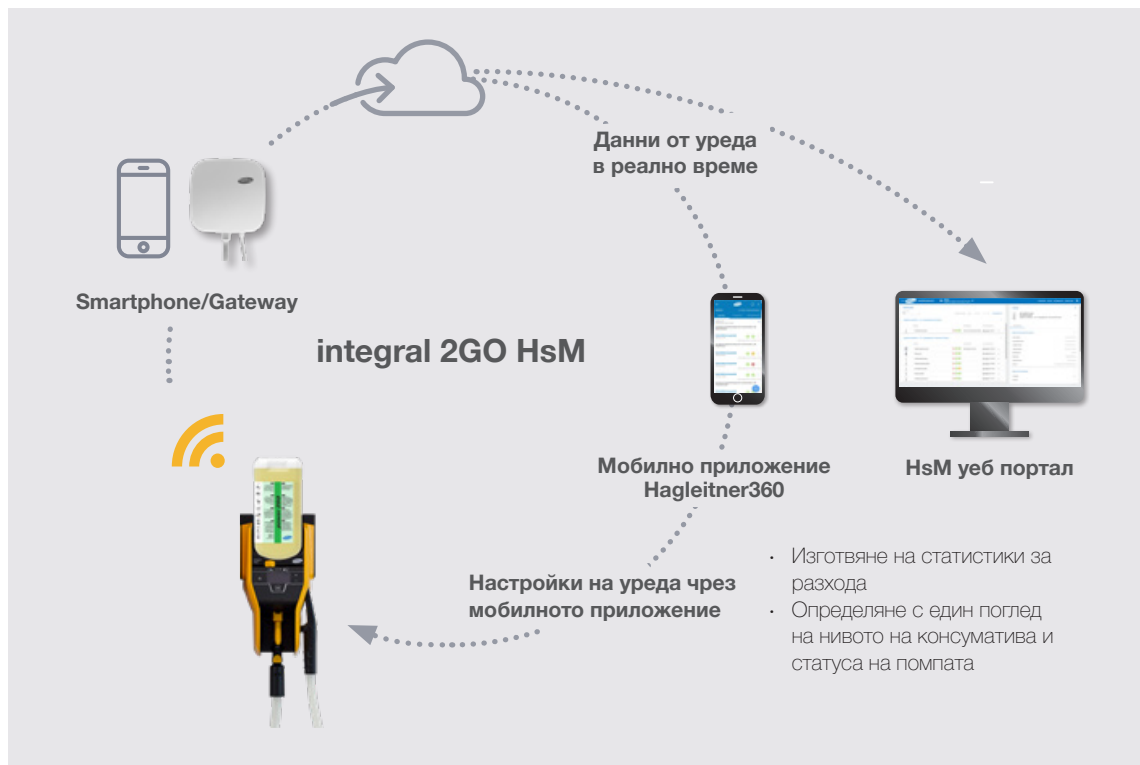 Данни от уреда
в реално време
Smartphone/Gateway
integral 2GO HsM
Мобилно приложение
Hagleitner360
HsM уеб портал
Настройки на уреда чрез
мобилното приложение
· Изготвяне на статистики за
разхода
· Определяне с един поглед
на нивото на консуматива и
статуса на помпата